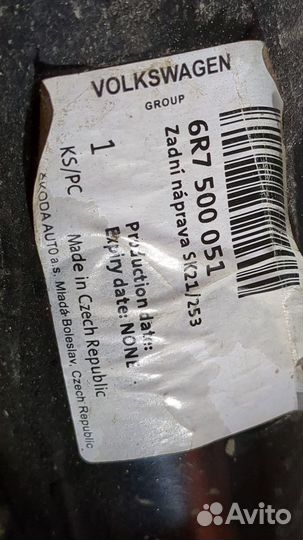 VOLKSWAGEN
GROUP
6R7 500 051
Zadní náprava SK21/253
1
KS/PC
Production date:
Expiry date: NONE
Made in Czech Republic
ŠKODA AUTO a.s. Mladá Boleslav, Czech Republic
Avito